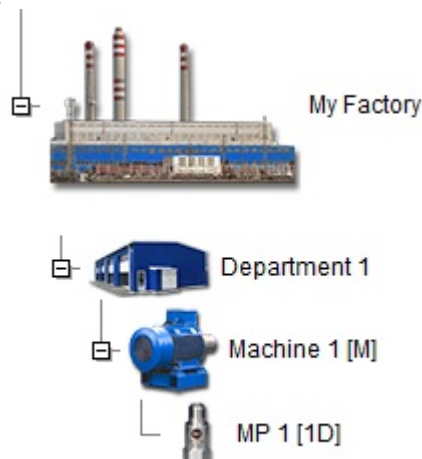 My Factory
Department 1
Machine 1 [M]
MP 1 [1D]